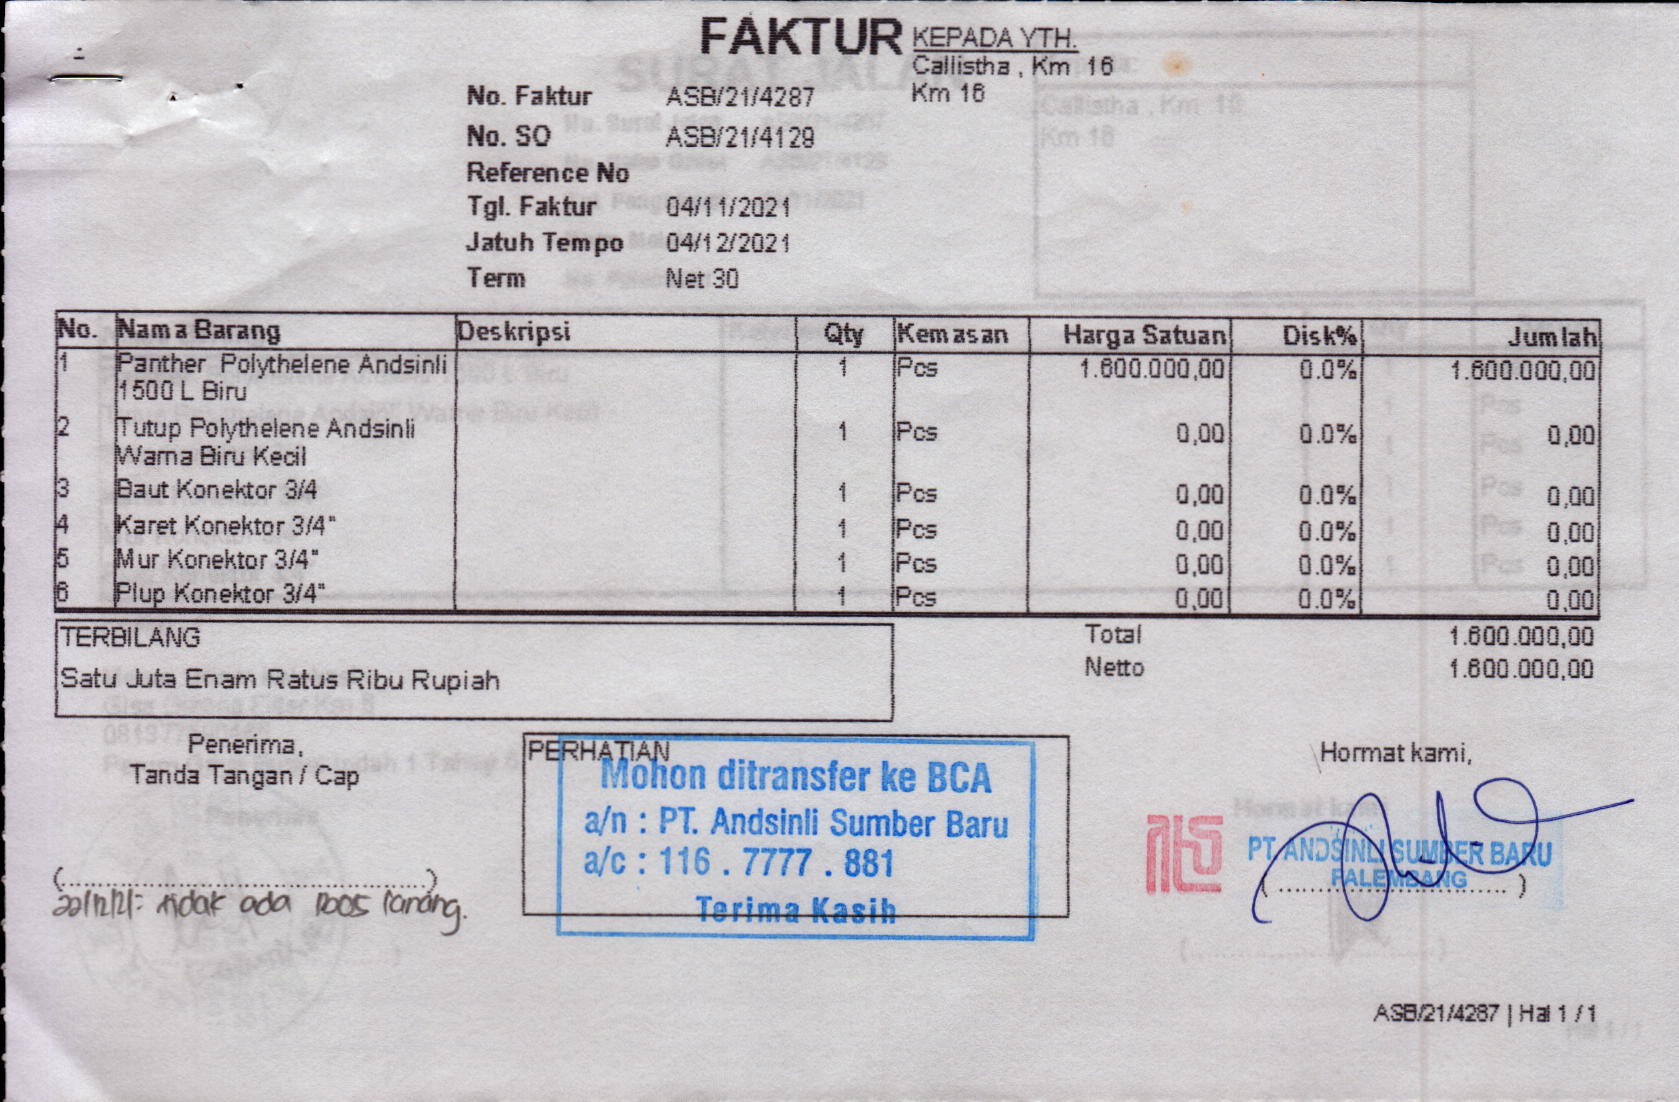 FAKTUR
KEPADA YTH.
Callistha , Km 16
Km 16
No. Faktur ASB/21/4287
No. SO ASB/21/4129
Reference No
Tgl. Faktur 04/11/2021
Jatuh Tempo 04/12/2021
Term Net 30
No. Nama Barang Deskripsi Qty Kemasan Harga Satuan Disk% Jumlah
1 Panther Polythelene Andsinli 1 Pcs 1.600.000,00 0.0% 1.600.000,00
1500 L Biru
2 Tutup Polythelene Andsinli 1 Pcs 0,00 0.0% 0,00
Warna Biru Kecil
3 Baut Konektor 3/4 1 Pcs 0,00 0.0% 0,00
4 Karet Konektor 3/4" 1 Pcs 0,00 0.0% 0,00
5 Mur Konektor 3/4" 1 Pcs 0,00 0.0% 0,00
6 Plup Konektor 3/4" 1 Pcs 0,00 0.0% 0,00
TERBILANG
Satu Juta Enam Ratus Ribu Rupiah
Total 1.600.000,00
Netto 1.600.000,00
Penerima,
Tanda Tangan / Cap
(..........................................................)
22/12/21: tidak ada
PERHATIAN
Mohon ditransfer ke BCA
a/n : PT. Andsinli Sumber Baru
a/c : 116 . 7777 . 881
Terima Kasih
Hormat kami,
PT. ANDSINLI SUMBER BARU
PALEMBANG
( ..................................... )
ASB/21/4287 | Hal 1 / 1